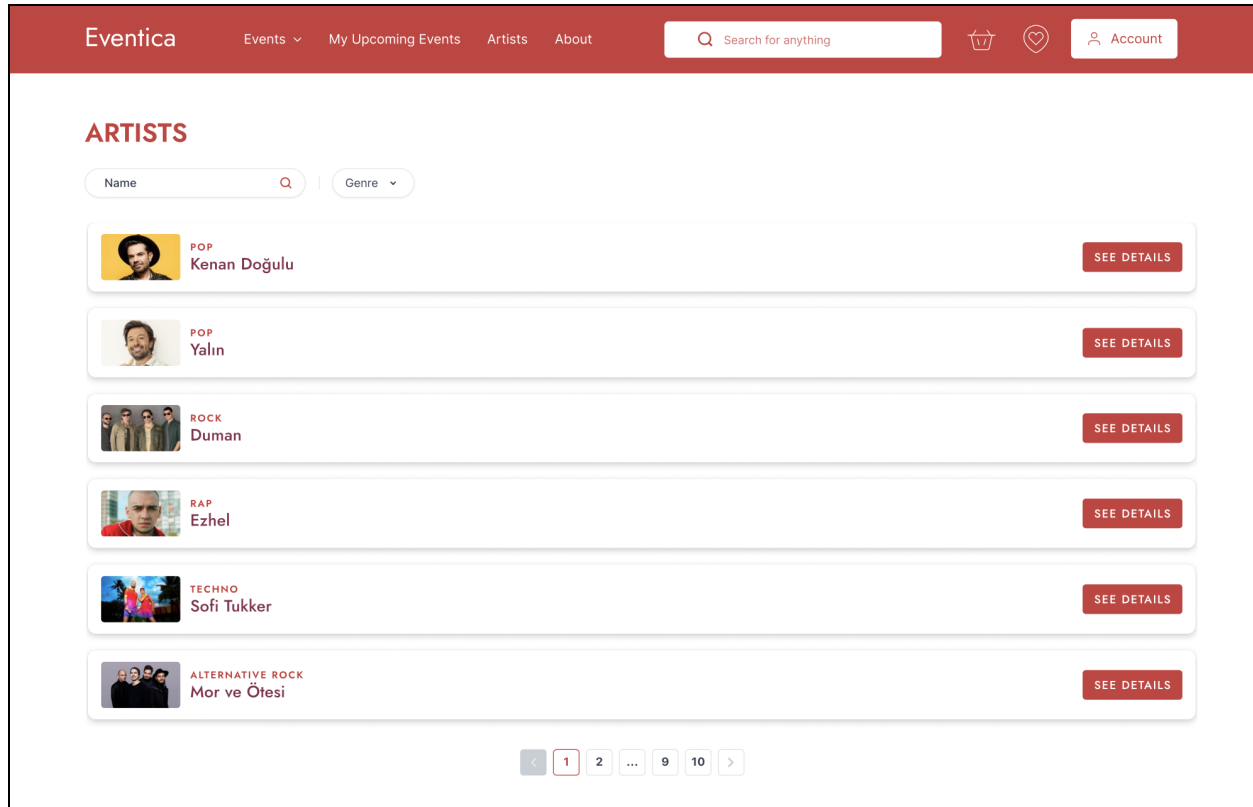 Eventica Events My Upcoming Events Artists About Search for anything Account
ARTISTS
Name Genre
POP
Kenan Doğulu
SEE DETAILS
POP
Yalın
SEE DETAILS
ROCK
Duman
SEE DETAILS
RAP
Ezhel
SEE DETAILS
TECHNO
Sofi Tukker
SEE DETAILS
ALTERNATIVE ROCK
Mor ve Ötesi
SEE DETAILS
< 1 2 ... 9 10 >